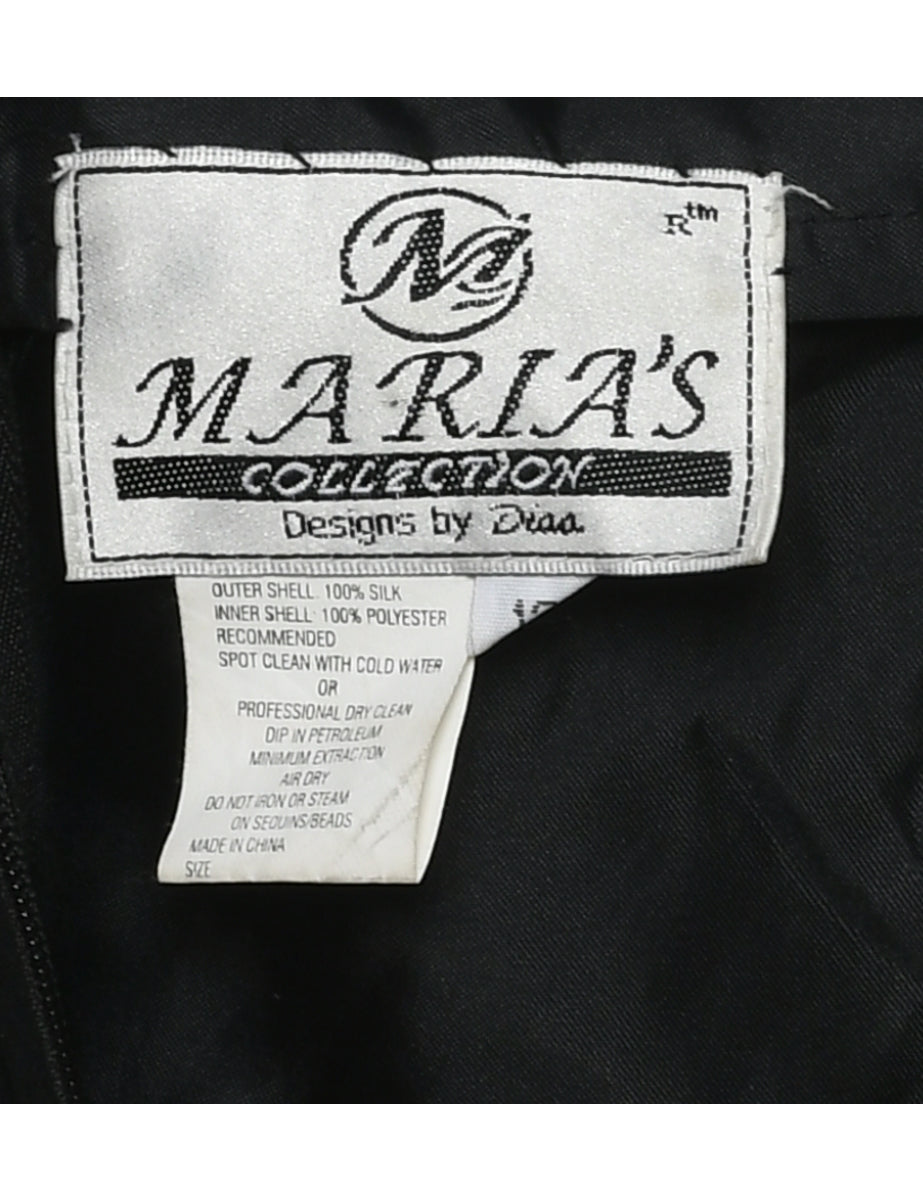 M
R™
MARIA'S
COLLECTION
Designs by Diaa
OUTER SHELL 100% SILK
INNER SHELL: 100% POLYESTER
RECOMMENDED
SPOT CLEAN WITH COLD WATER
OR
PROFESSIONAL DRY CLEAN
DIP IN PETROLEUM
MINIMUM EXTRACTION
AIR DRY
DO NOT IRON OR STEAM
ON SEQUINS/BEADS
MADE IN CHINA
SIZE